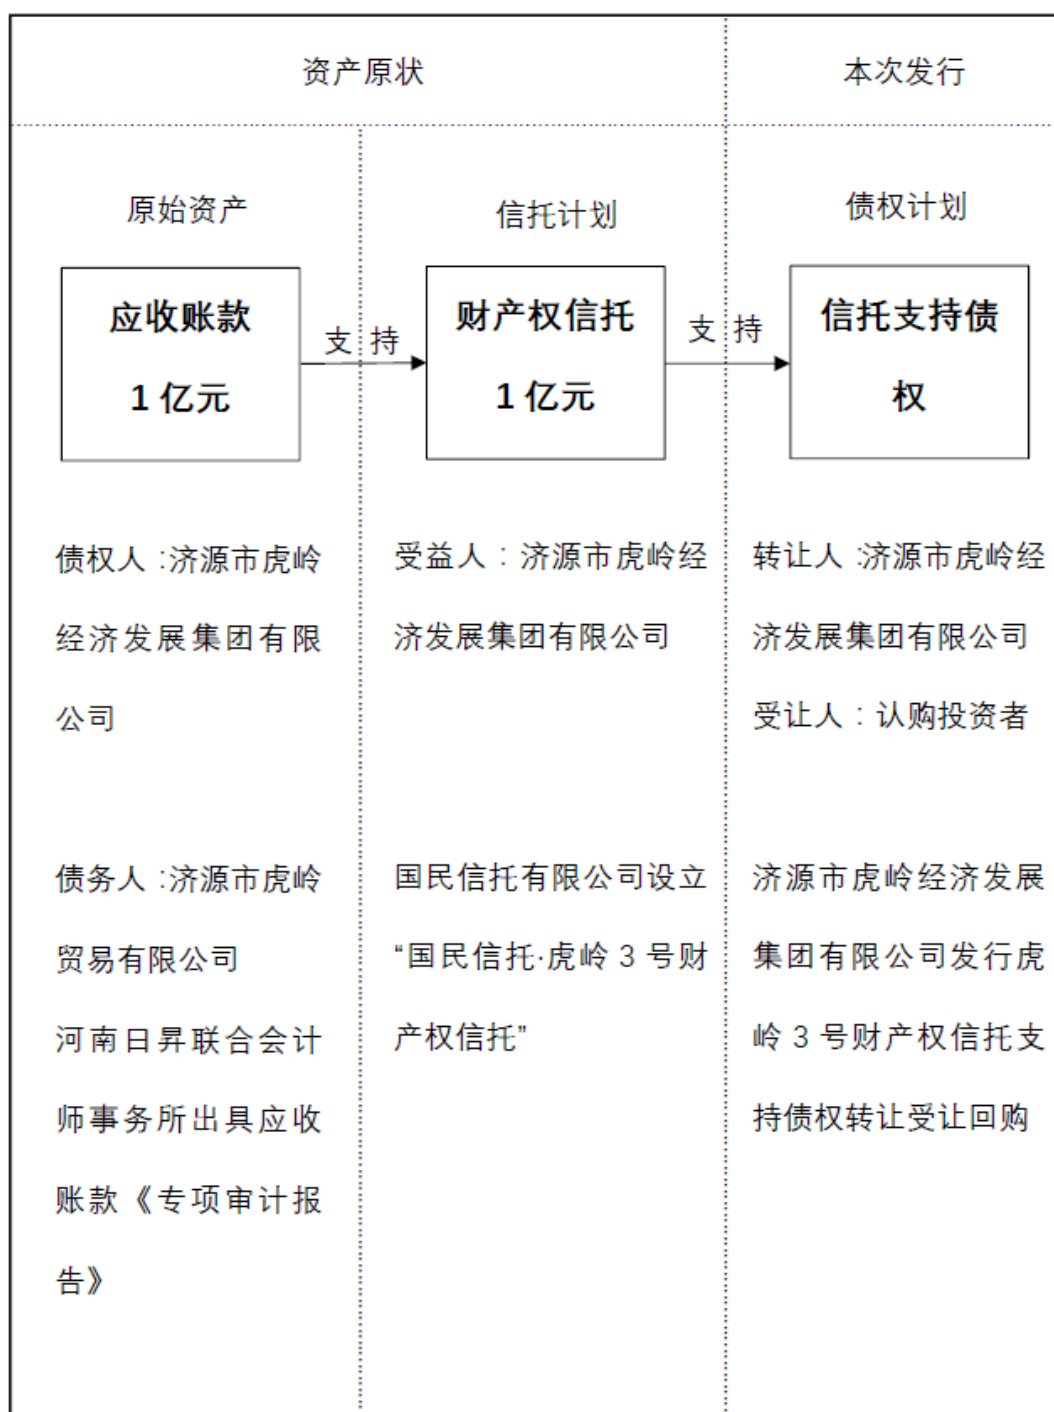 资产原状
本次发行
原始资产
信托计划
债权计划
应收账款
1 亿元
支 持
财产权信托
1 亿元
支 持
信托支持债
权
债权人：济源市虎岭
经济发展集团有限
公司
债务人：济源市虎岭
贸易有限公司
河南日昇联合会计
师事务所出具应收
账款《专项审计报
告》
受益人：济源市虎岭经
济发展集团有限公司
国民信托有限公司设立
“国民信托·虎岭 3 号财
产权信托”
转让人：济源市虎岭经
济发展集团有限公司
受让人：认购投资者
济源市虎岭经济发展
集团有限公司发行虎
岭 3 号财产权信托支
持债权转让受让回购